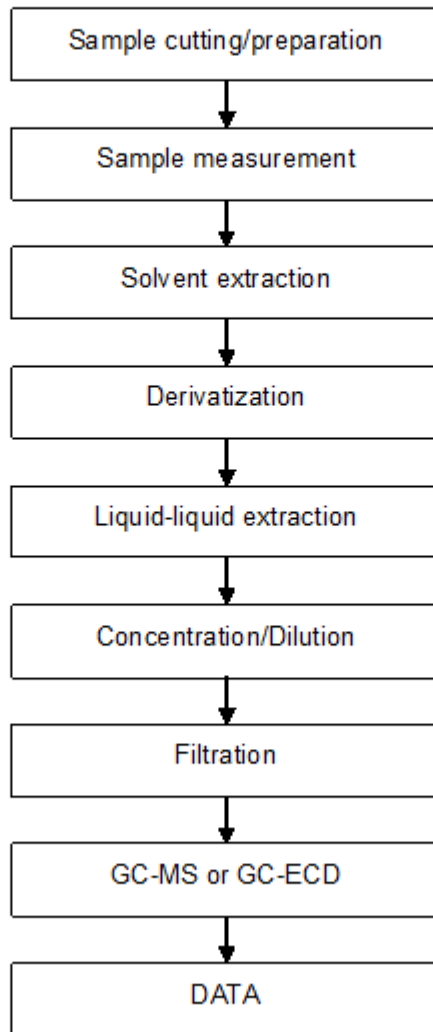 Sample cutting/preparation
Sample measurement
Solvent extraction
Derivatization
Liquid-liquid extraction
Concentration/Dilution
Filtration
GC-MS or GC-ECD
DATA